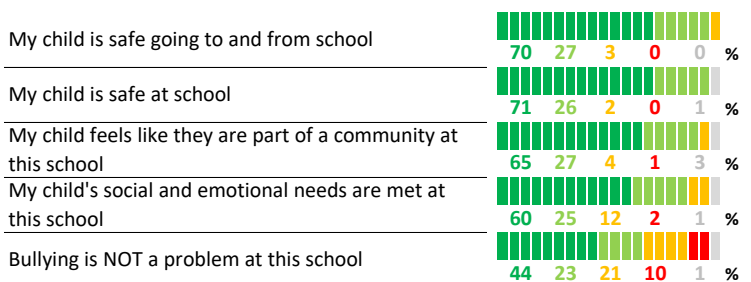 My child is safe going to and from school
70 27 3 0 0 %
My child is safe at school
71 26 2 0 1 %
My child feels like they are part of a community at
this school
65 27 4 1 3 %
My child's social and emotional needs are met at
this school
60 25 12 2 1 %
Bullying is NOT a problem at this school
44 23 21 10 1 %